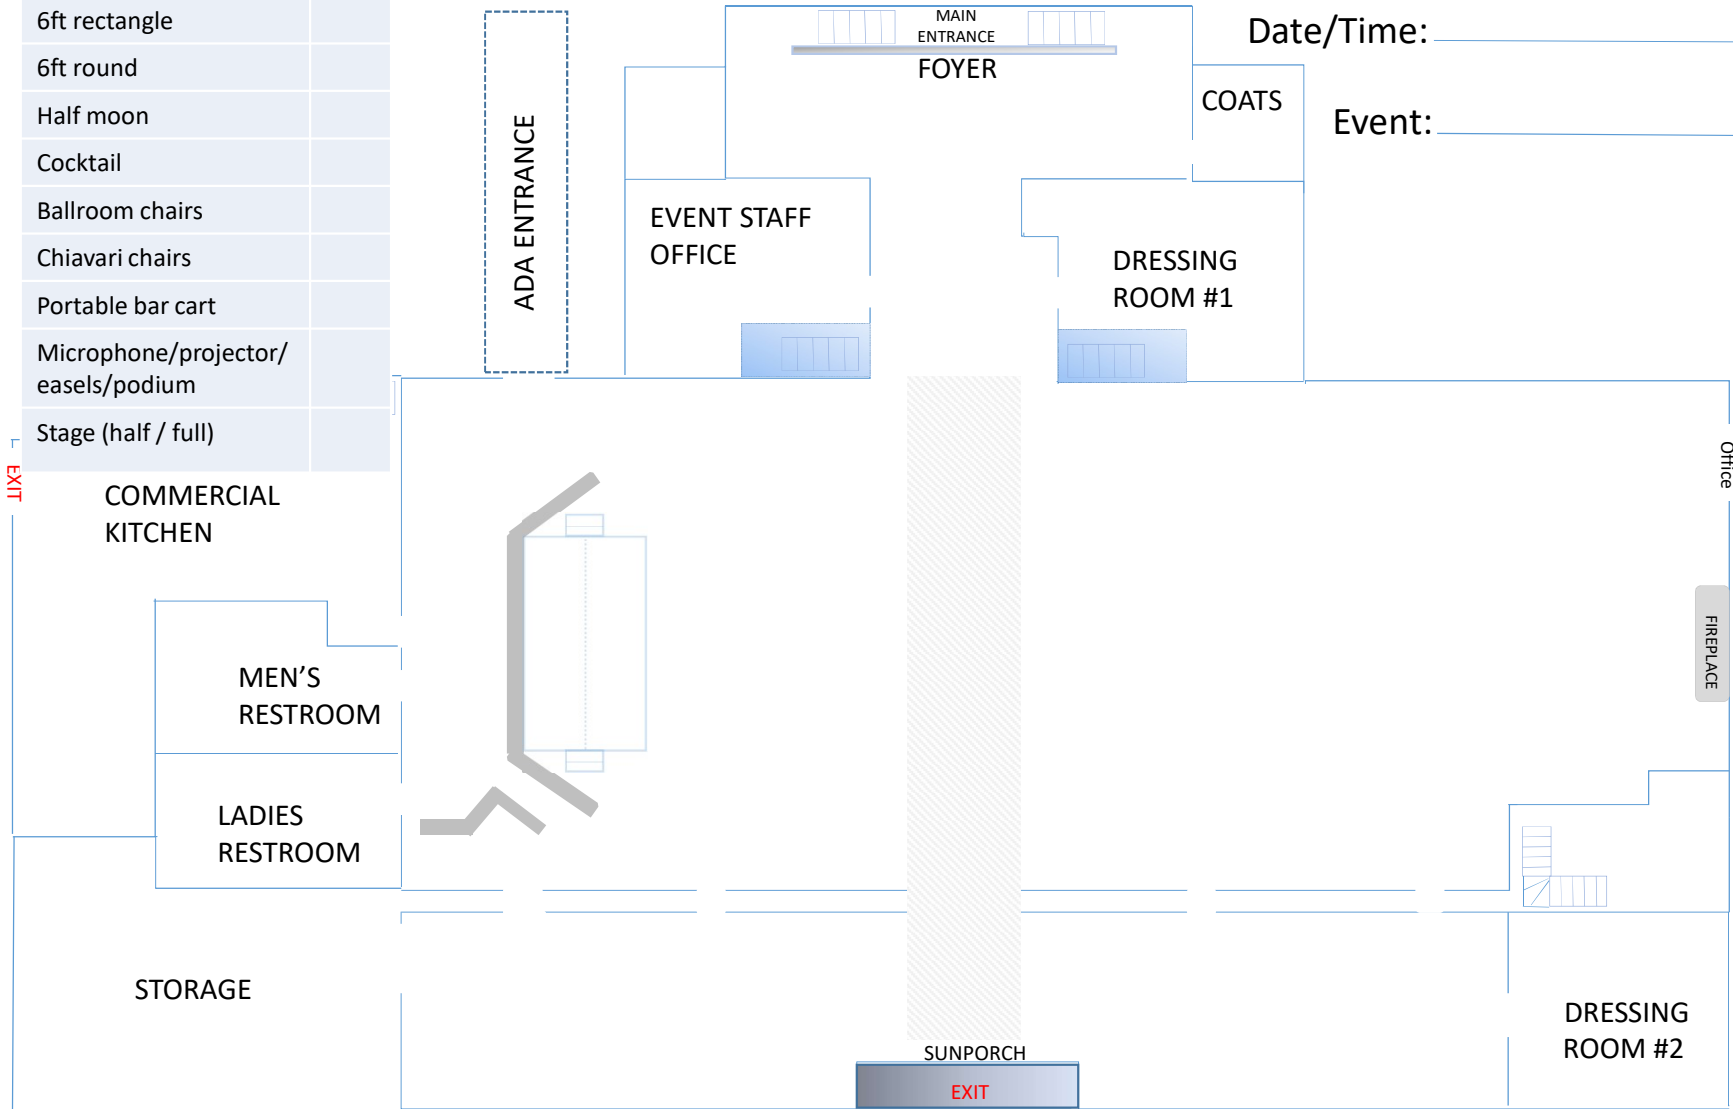 6ft rectangle
6ft round
Half moon
Cocktail
Ballroom chairs
Chiavari chairs
Portable bar cart
Microphone/projector/
easels/podium
Stage (half / full)
MAIN
ENTRANCE
FOYER
Date/Time:
COATS
Event:
ADA ENTRANCE
EVENT STAFF
OFFICE
DRESSING
ROOM #1
EXIT
COMMERCIAL
KITCHEN
Office
FIREPLACE
MEN’S
RESTROOM
LADIES
RESTROOM
STORAGE
SUNPORCH
EXIT
DRESSING
ROOM #2